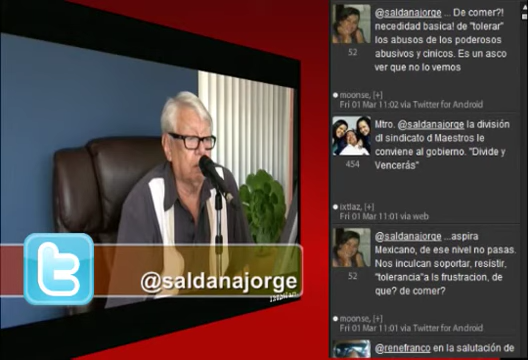 @saldanajorge
@saldanajorge ... De comer?!
necedad basica! de "tolerar"
los abusos de los poderosos
abusivos y cinicos. Es un asco
ver que no lo vemos
52
moonse, [+]
Fri 01 Mar 11:02 via Twitter for Android
Mtro. @saldanajorge la división
dl sindicato d Maestros le
conviene al gobierno. "Divide y
Vencerás"
454
ixtlaz, [+]
Fri 01 Mar 11:01 via web
@saldanajorge ...aspira
Mexicano, de ese nivel no pasas.
Nos inculcan soportar, resistir,
"tolerancia"a ls frustracion, de
que? de comer?
52
moonse, [+]
Fri 01 Mar 11:01 via Twitter for Android
@renefranco en la salutación de